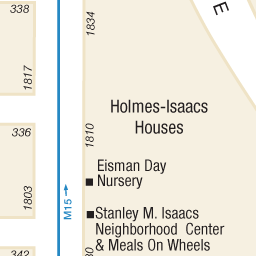 338
1834
E
1817
Holmes-Isaacs
Houses
336
1810
Eisman Day
Nursery
1803
M15
Stanley M. Isaacs
Neighborhood Center
& Meals On Wheels
342